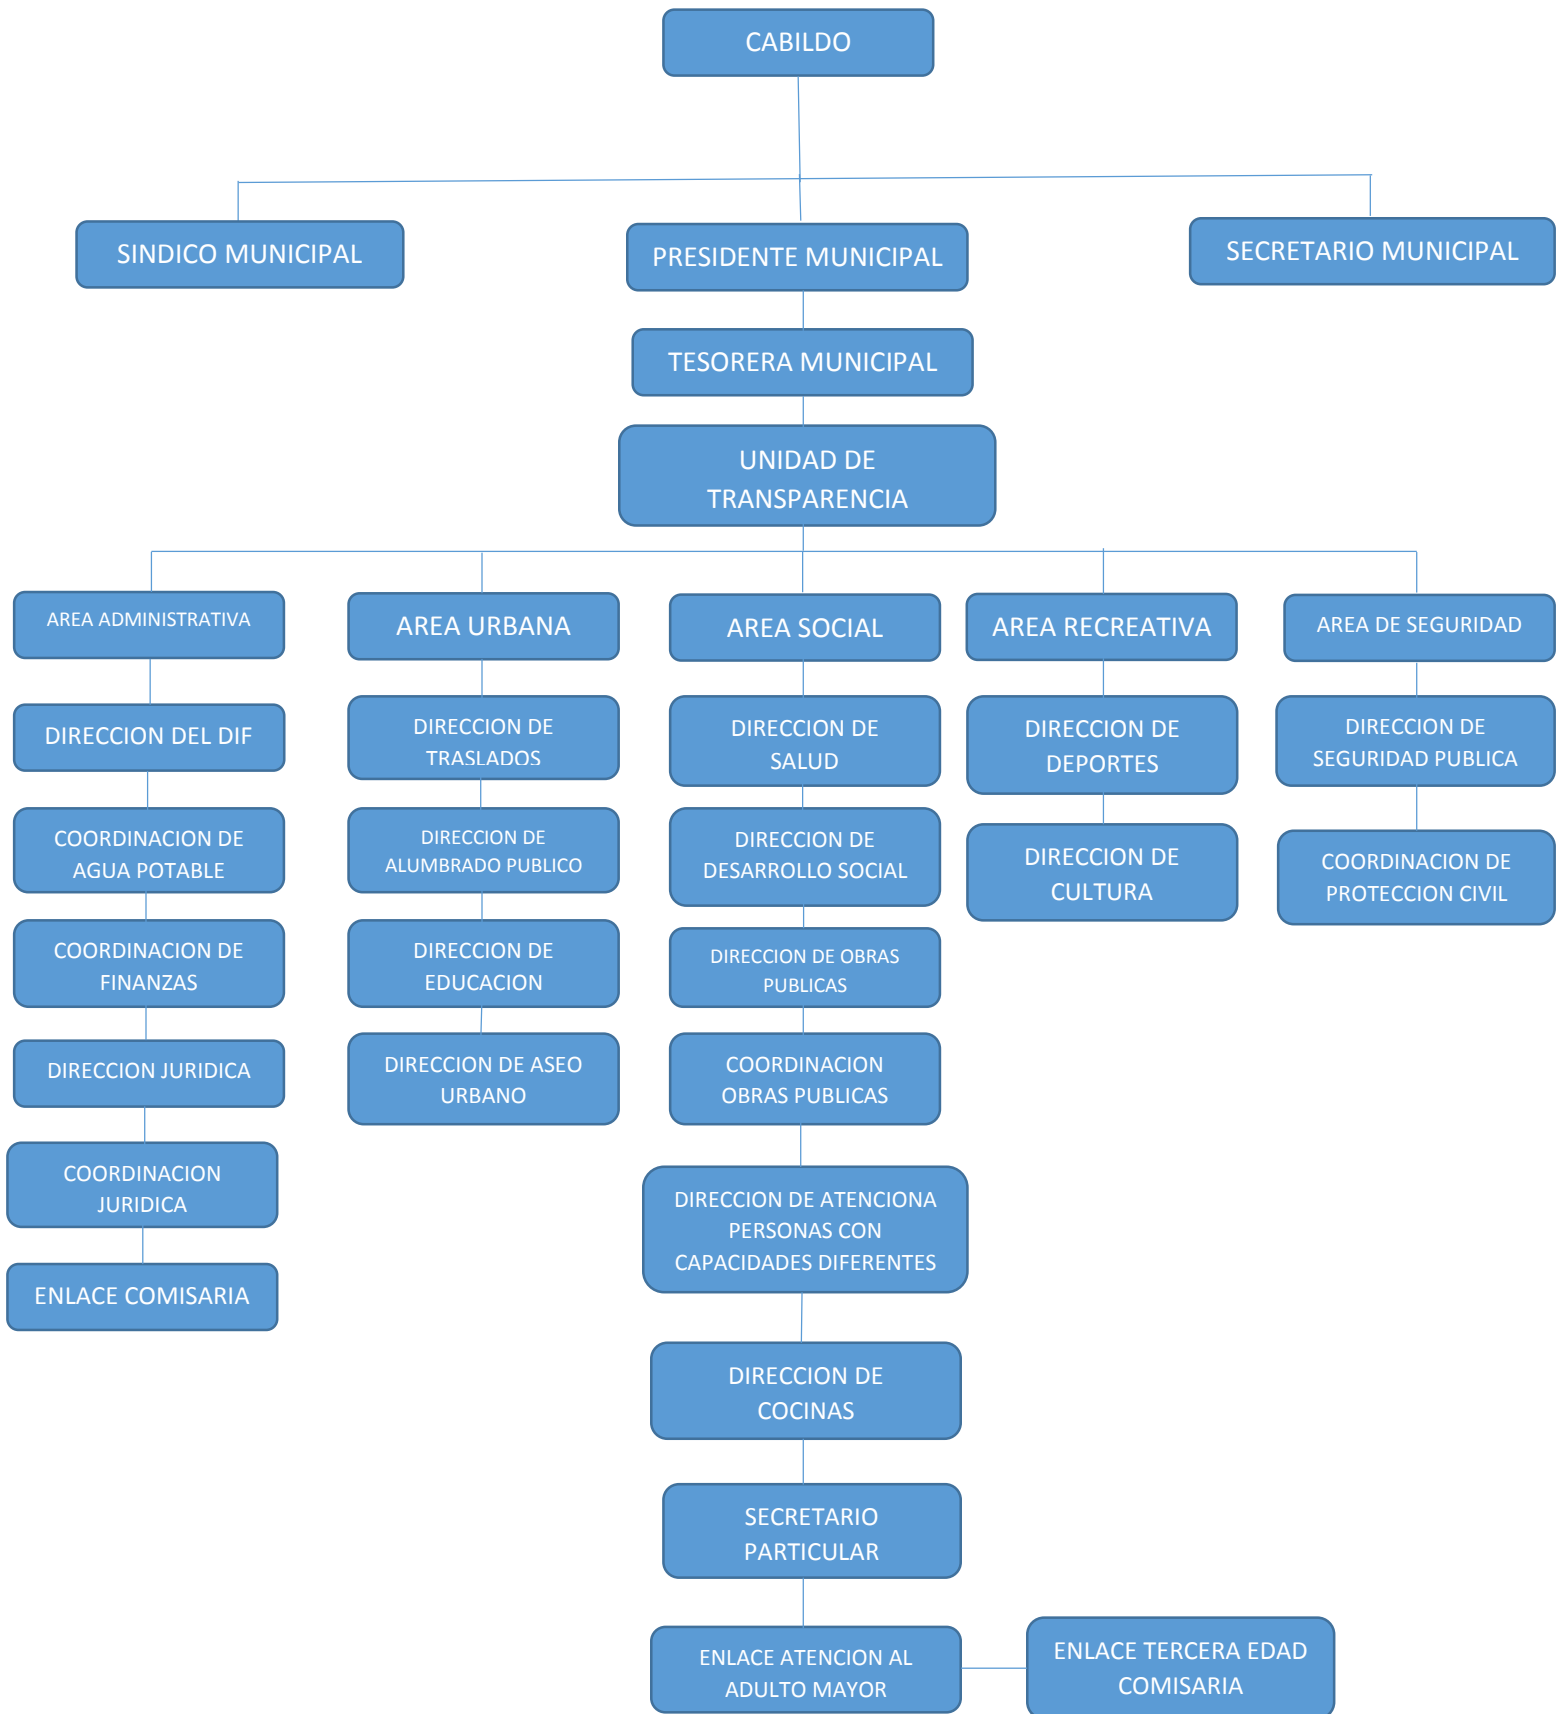 CABILDO
SINDICO MUNICIPAL
PRESIDENTE MUNICIPAL
SECRETARIO MUNICIPAL
TESORERA MUNICIPAL
UNIDAD DE
TRANSPARENCIA
AREA ADMINISTRATIVA
DIRECCION DEL DIF
COORDINACION DE
AGUA POTABLE
COORDINACION DE
FINANZAS
DIRECCION JURIDICA
COORDINACION
JURIDICA
ENLACE COMISARIA
AREA URBANA
DIRECCION DE
TRASLADOS
DIRECCION DE
ALUMBRADO PUBLICO
DIRECCION DE
EDUCACION
DIRECCION DE ASEO
URBANO
AREA SOCIAL
DIRECCION DE
SALUD
DIRECCION DE
DESARROLLO SOCIAL
DIRECCION DE OBRAS
PUBLICAS
COORDINACION
OBRAS PUBLICAS
DIRECCION DE ATENCIONA
PERSONAS CON
CAPACIDADES DIFERENTES
DIRECCION DE
COCINAS
SECRETARIO
PARTICULAR
ENLACE ATENCION AL
ADULTO MAYOR
ENLACE TERCERA EDAD
COMISARIA
AREA RECREATIVA
DIRECCION DE
DEPORTES
DIRECCION DE
CULTURA
AREA DE SEGURIDAD
DIRECCION DE
SEGURIDAD PUBLICA
COORDINACION DE
PROTECCION CIVIL